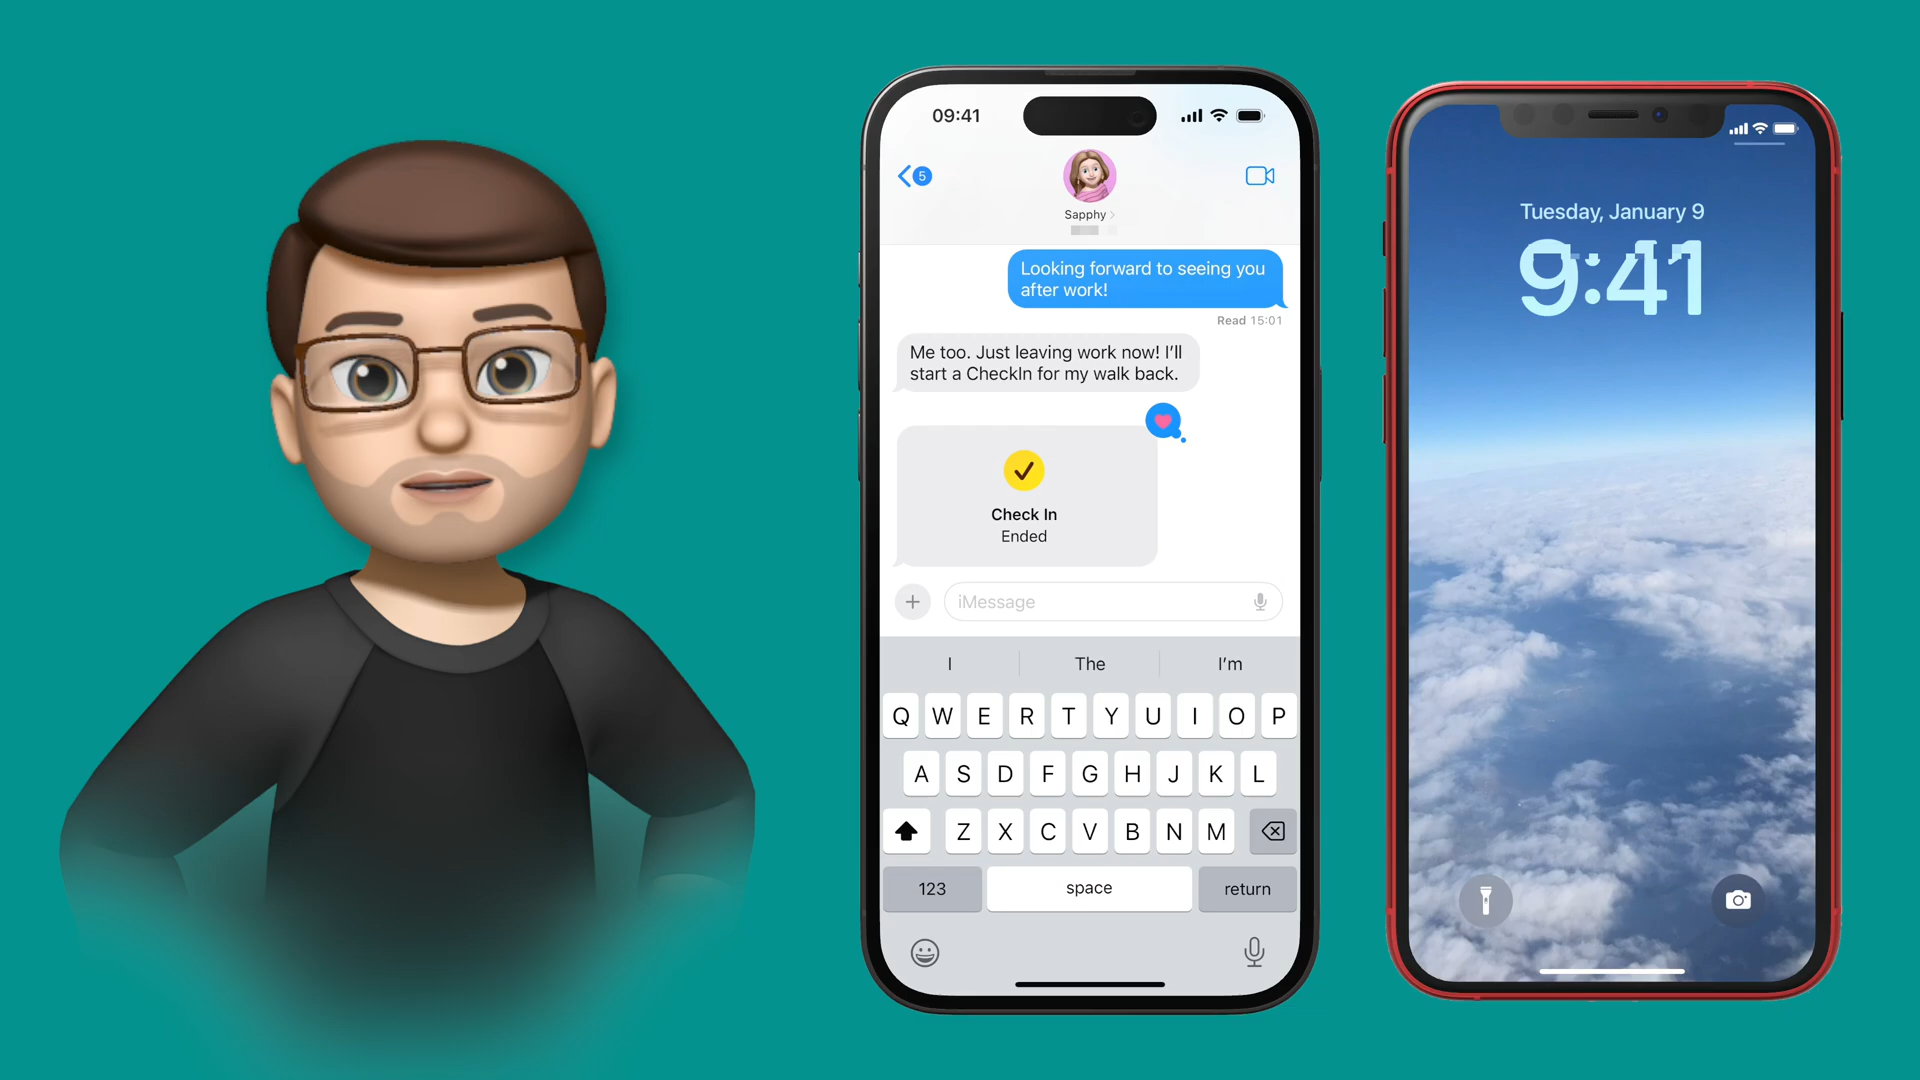 09:41
5
Sapphy
Looking forward to seeing you
after work!
Read 15:01
Me too. Just leaving work now! I’ll
start a CheckIn for my walk back.
Check In
Ended
iMessage
I The I’m
Q W E R T Y U I O P
A S D F G H J K L
Z X C V B N M
123 space return
Tuesday, January 9
9:41